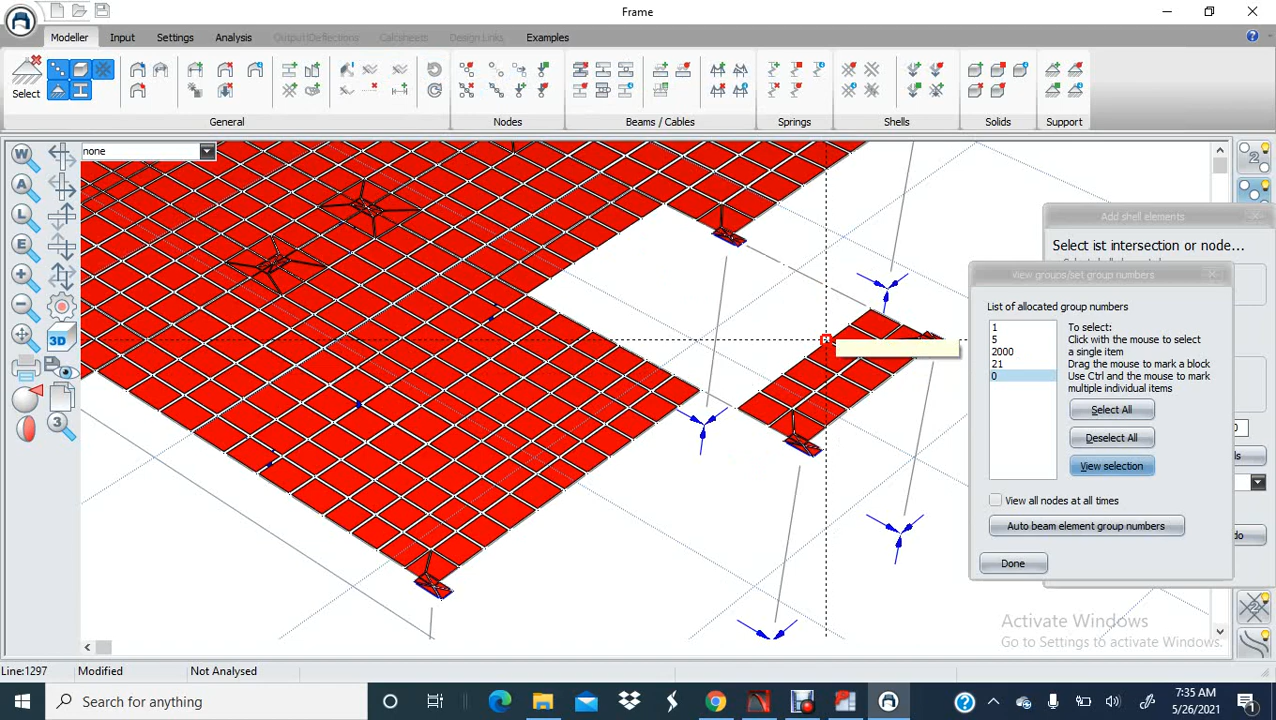 Frame
Modeller Input Settings Analysis Output/Deflections Calcsheets Design Links Examples
Select
General Nodes Beams / Cables Springs Shells Solids Support
none
W
A
L
E
3D
3
2
Add shell elements
Select ist intersection or node...
View groups/set group numbers
List of allocated group numbers
1
5
2000
21
0
To select:
Click with the mouse to select
a single item
Drag the mouse to mark a block
Use Ctrl and the mouse to mark
multiple individual items
Select All
Deselect All
View selection
View all nodes at all times
Auto beam element group numbers
Done
Activate Windows
Go to Settings to activate Windows.
Line:1297 Modified Not Analysed
Search for anything
7:35 AM
5/26/2021